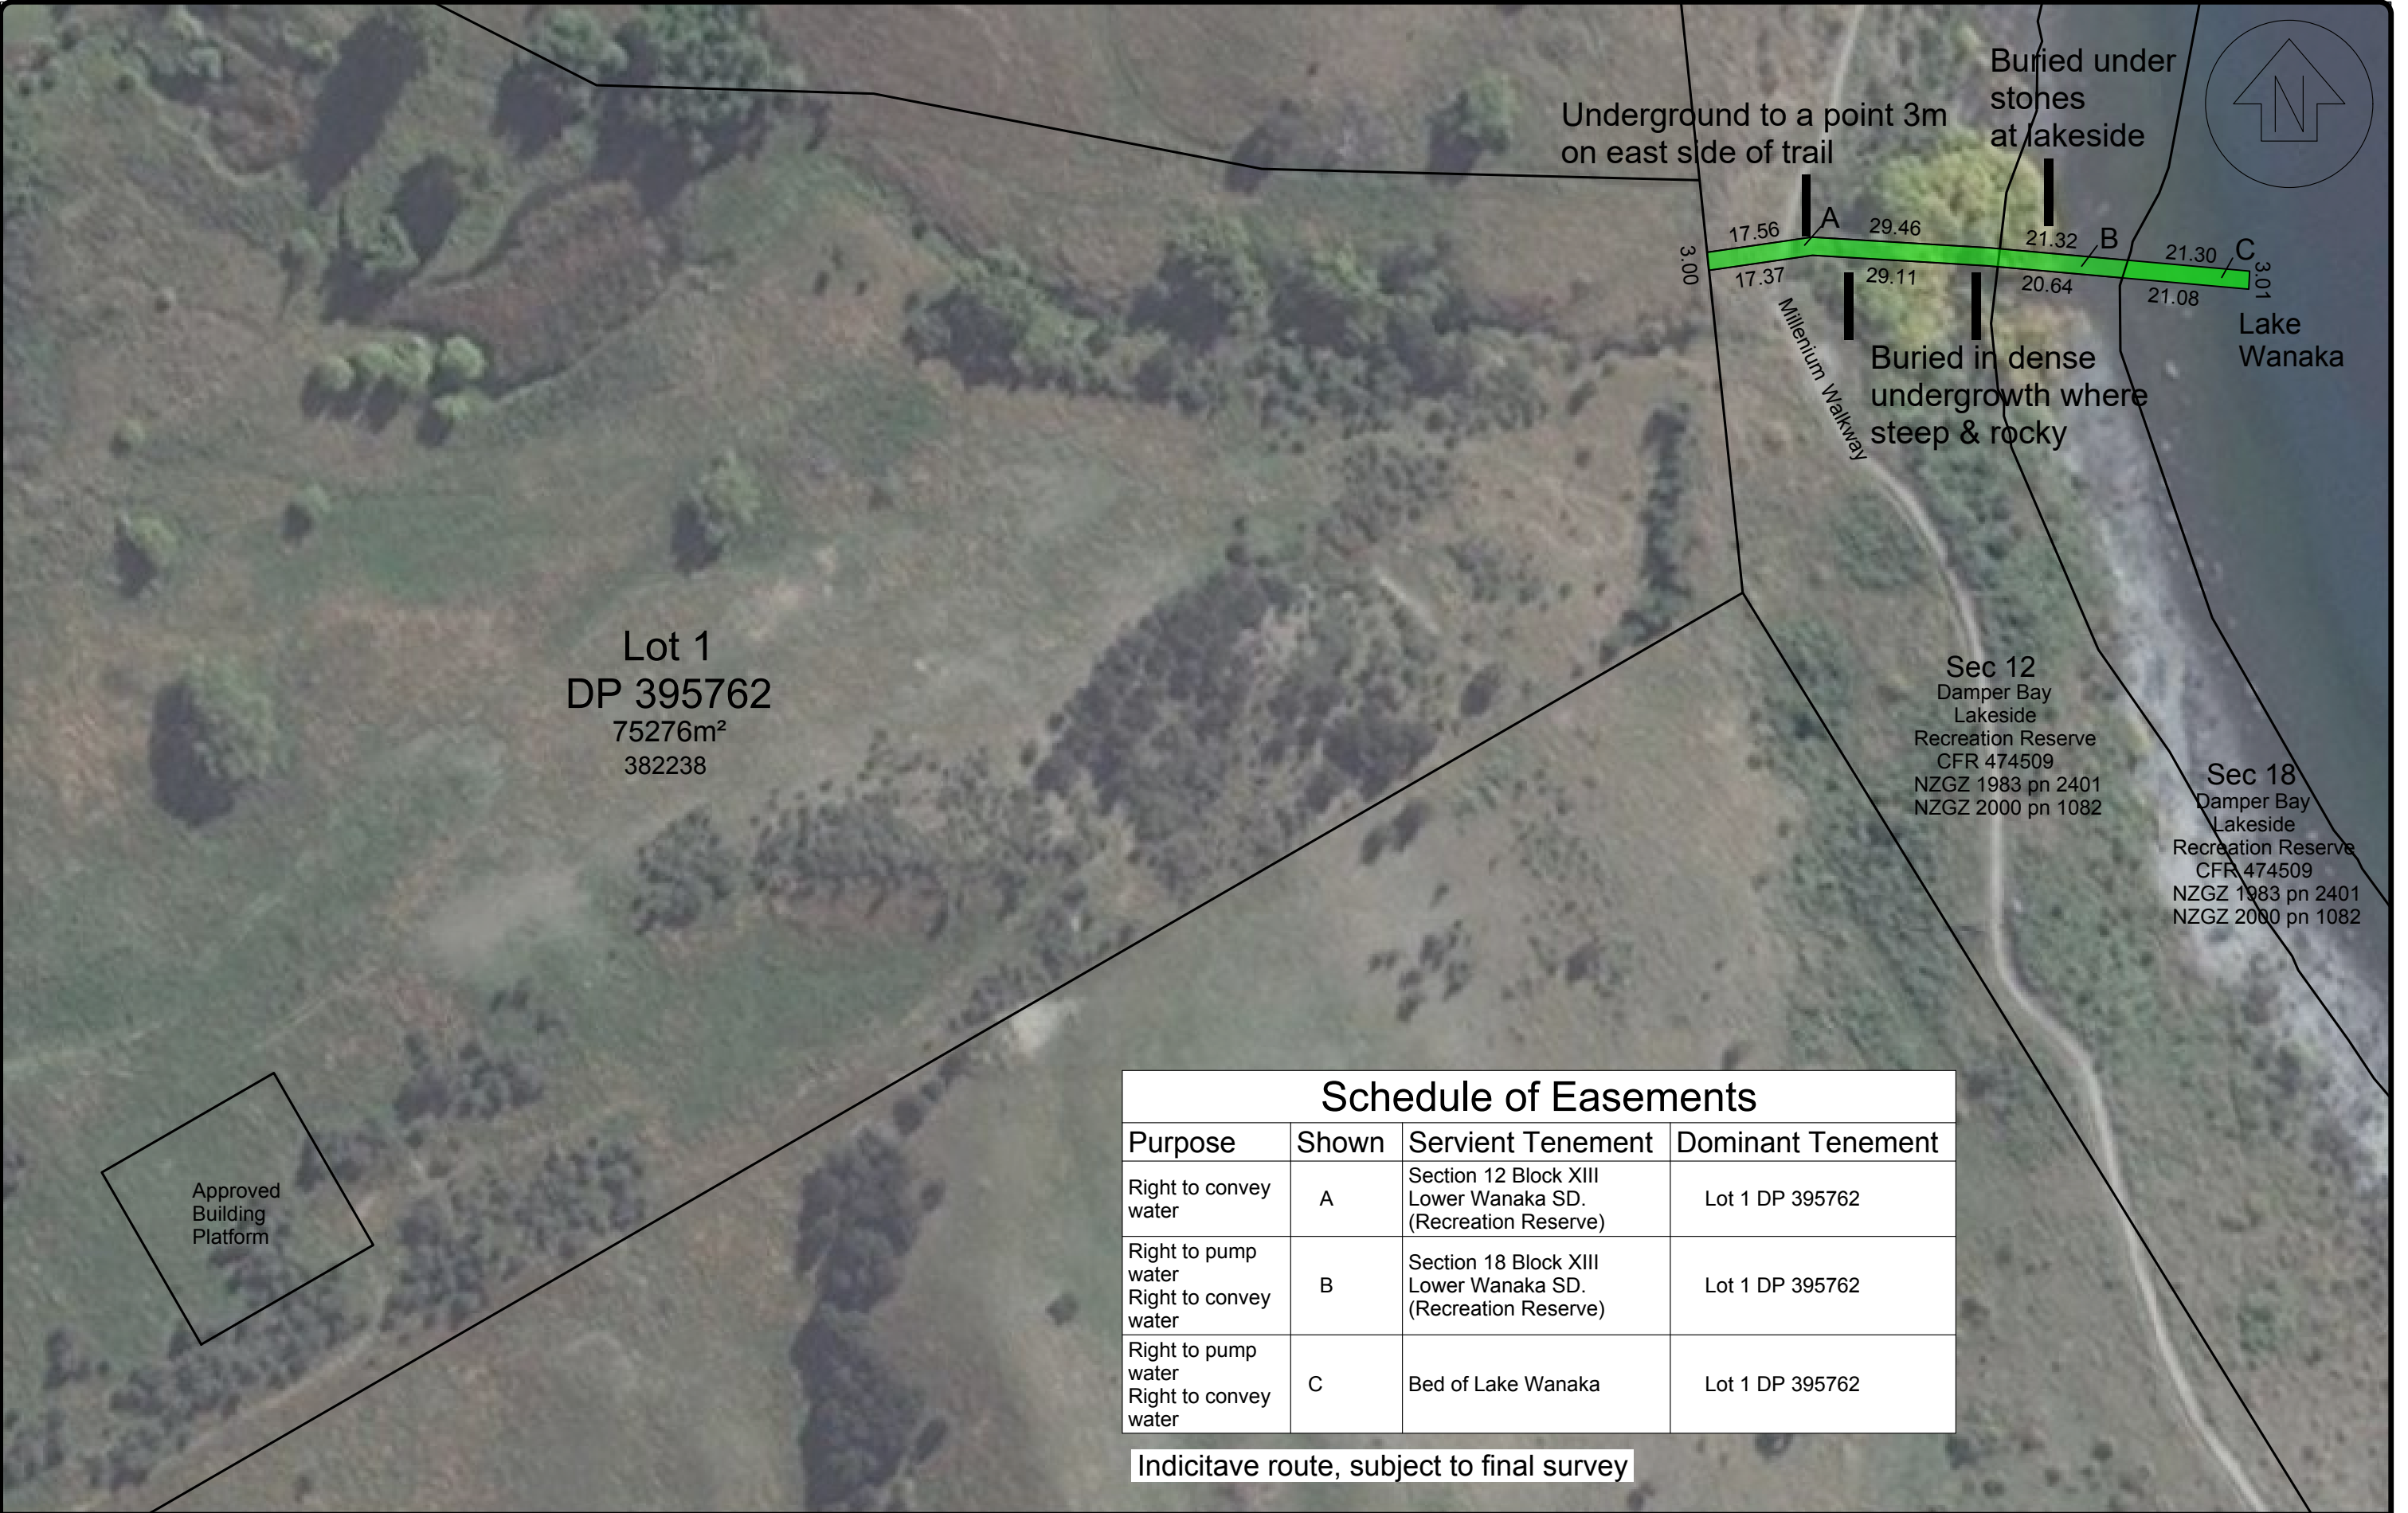 Buried under
stones
at lakeside
N
Underground to a point 3m
on east side of trail
3.00
17.56
17.37
A
29.46
29.11
21.32
20.64
B
21.30
21.08
C
3.01
Lake
Wanaka
Millenium Walkway
Buried in dense
undergrowth where
steep & rocky
Lot 1
DP 395762
75276m²
382238
Sec 12
Damper Bay
Lakeside
Recreation Reserve
CFR 474509
NZGZ 1983 pn 2401
NZGZ 2000 pn 1082
Sec 18
Damper Bay
Lakeside
Recreation Reserve
CFR 474509
NZGZ 1983 pn 2401
NZGZ 2000 pn 1082
Approved
Building
Platform
Schedule of Easements
Purpose Shown Servient Tenement Dominant Tenement
Right to convey
water
A
Section 12 Block XIII
Lower Wanaka SD.
(Recreation Reserve)
Lot 1 DP 395762
Right to pump
water
Right to convey
water
B
Section 18 Block XIII
Lower Wanaka SD.
(Recreation Reserve)
Lot 1 DP 395762
Right to pump
water
Right to convey
water
C
Bed of Lake Wanaka
Lot 1 DP 395762
Indicitave route, subject to final survey